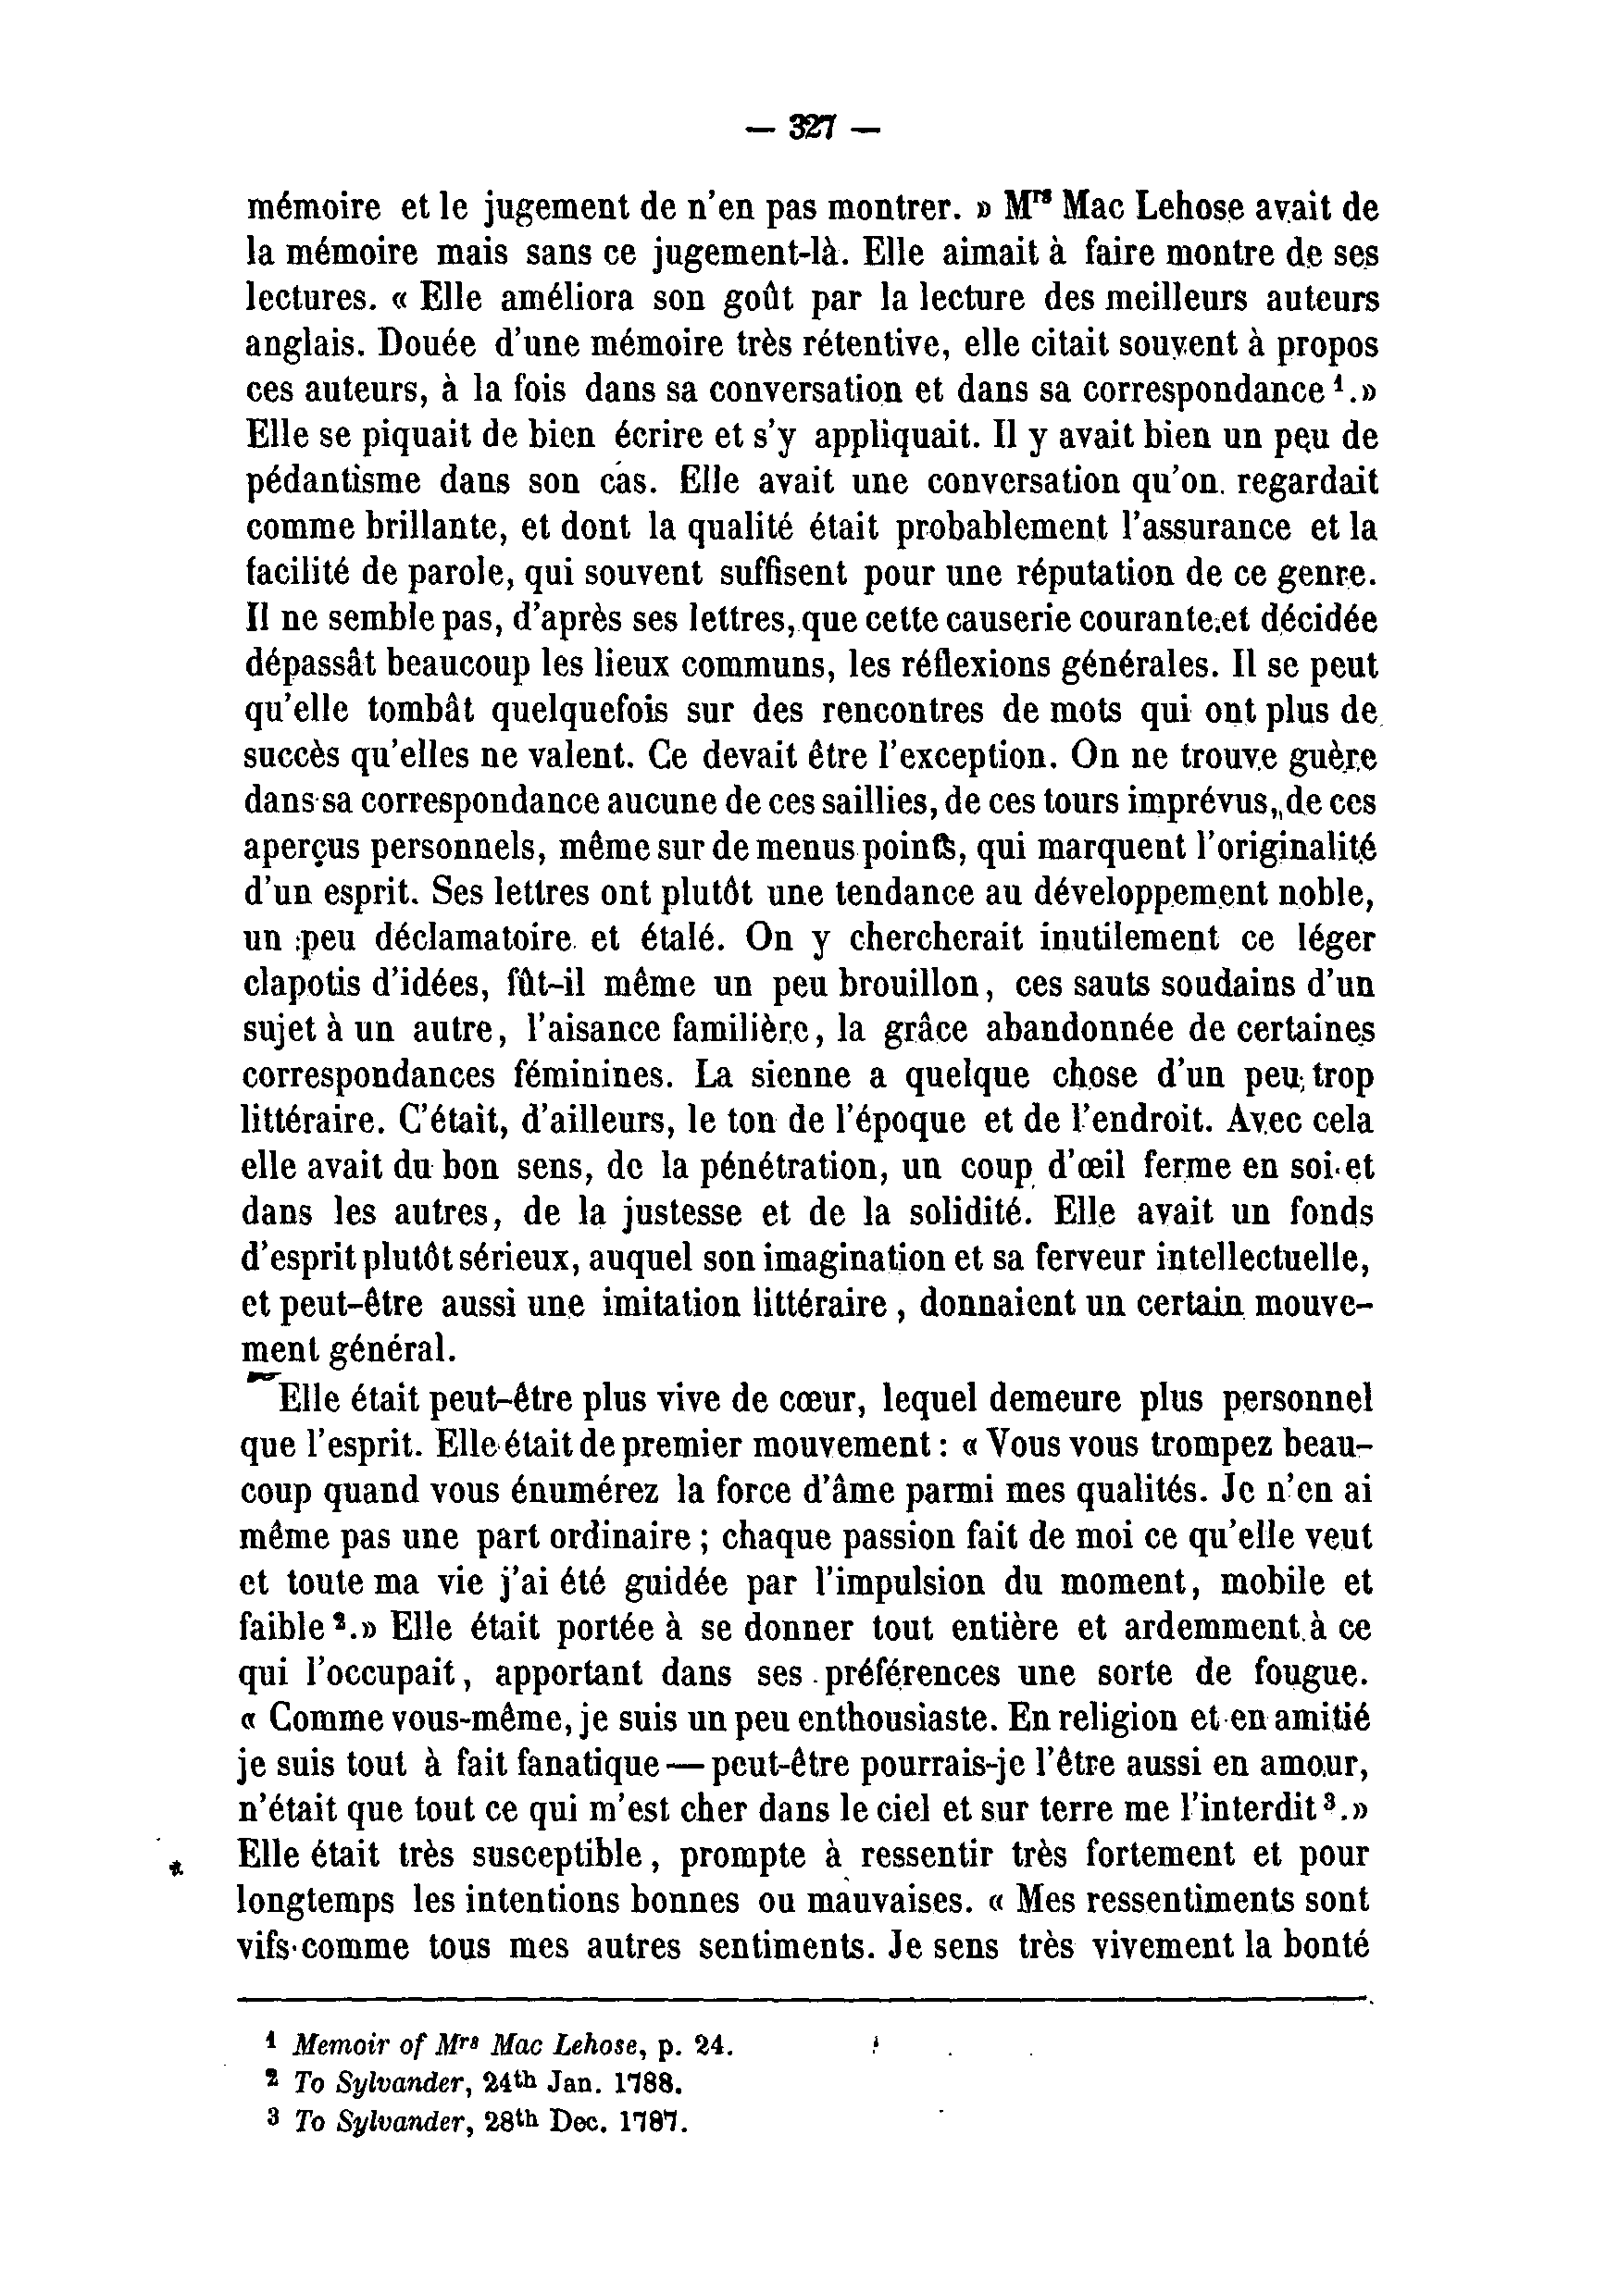 — 327 —
mémoire et le jugement de n'en pas montrer. » Mrs Mac Lehose avait de
la mémoire mais sans ce jugement-là. Elle aimait à faire montre de ses
lectures. « Elle améliora son goût par la lecture des meilleurs auteurs
anglais. Douée d'une mémoire très rétentive, elle citait souvent à propos
ces auteurs, à la fois dans sa conversation et dans sa correspondance 1.»
Elle se piquait de bien écrire et s'y appliquait. Il y avait bien un peu de
pédantisme dans son cas. Elle avait une conversation qu'on regardait
comme brillante, et dont la qualité était probablement l'assurance et la
facilité de parole, qui souvent suffisent pour une réputation de ce genre.
Il ne semble pas, d'après ses lettres, que cette causerie courante et décidée
dépassât beaucoup les lieux communs, les réflexions générales. Il se peut
qu'elle tombât quelquefois sur des rencontres de mots qui ont plus de
succès qu'elles ne valent. Ce devait être l'exception. On ne trouve guère
dans sa correspondance aucune de ces saillies, de ces tours imprévus, de ces
aperçus personnels, même sur de menus points, qui marquent l'originalité
d'un esprit. Ses lettres ont plutôt une tendance au développement noble,
un peu déclamatoire et étalé. On y chercherait inutilement ce léger
clapotis d'idées, fût-il même un peu brouillon, ces sauts soudains d'un
sujet à un autre, l'aisance familière, la grâce abandonnée de certaines
correspondances féminines. La sienne a quelque chose d'un peu trop
littéraire. C'était, d'ailleurs, le ton de l'époque et de l'endroit. Avec cela
elle avait du bon sens, de la pénétration, un coup d'œil ferme en soi et
dans les autres, de la justesse et de la solidité. Elle avait un fonds
d'esprit plutôt sérieux, auquel son imagination et sa ferveur intellectuelle,
et peut-être aussi une imitation littéraire, donnaient un certain mouve-
ment général.
Elle était peut-être plus vive de cœur, lequel demeure plus personnel
que l'esprit. Elle était de premier mouvement : « Vous vous trompez beau-
coup quand vous énumérez la force d'âme parmi mes qualités. Je n'en ai
même pas une part ordinaire ; chaque passion fait de moi ce qu'elle veut
et toute ma vie j'ai été guidée par l'impulsion du moment, mobile et
faible 2.» Elle était portée à se donner tout entière et ardemment à ce
qui l'occupait, apportant dans ses préférences une sorte de fougue.
« Comme vous-même, je suis un peu enthousiaste. En religion et en amitié
je suis tout à fait fanatique — peut-être pourrais-je l'être aussi en amour,
n'était que tout ce qui m'est cher dans le ciel et sur terre me l'interdit 3.»
Elle était très susceptible, prompte à ressentir très fortement et pour
longtemps les intentions bonnes ou mauvaises. « Mes ressentiments sont
vifs comme tous mes autres sentiments. Je sens très vivement la bonté
1 Memoir of Mrs Mac Lehose, p. 24.
2 To Sylvander, 24th Jan. 1788.
3 To Sylvander, 28th Dec. 1787.